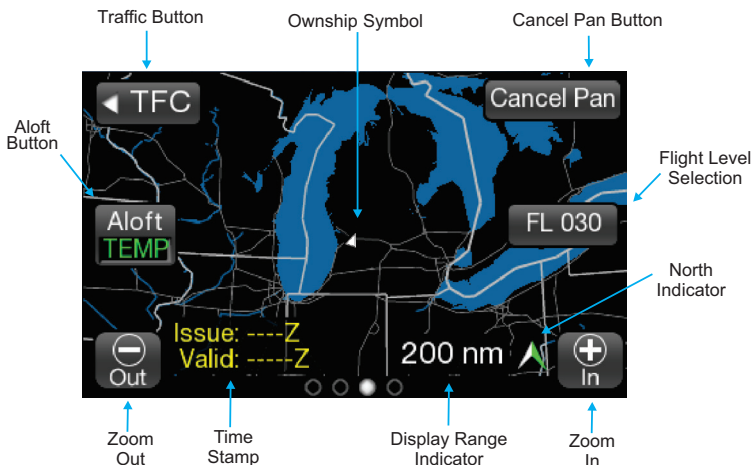 Traffic Button
Ownship Symbol
Cancel Pan Button
TFC
Cancel Pan
Aloft
Button
Flight Level
Selection
Aloft
TEMP
FL 030
North
Indicator
Issue: ----Z
Valid: -----Z
200 nm
Out
In
Zoom
Out
Time
Stamp
Display Range
Indicator
Zoom
In